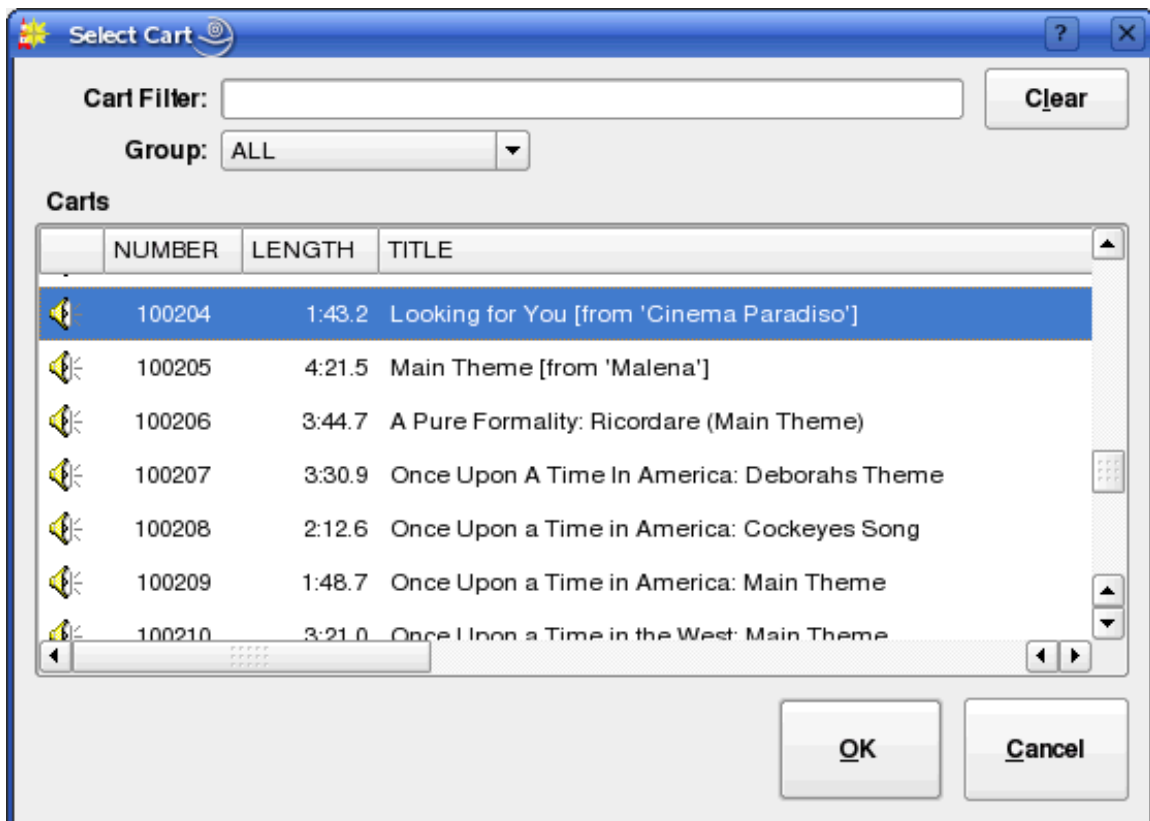 Select Cart
Cart Filter:
Clear
Group: ALL
Carts
NUMBER LENGTH TITLE
100204 1:43.2 Looking for You [from 'Cinema Paradiso']
100205 4:21.5 Main Theme [from 'Malena']
100206 3:44.7 A Pure Formality: Ricordare (Main Theme)
100207 3:30.9 Once Upon A Time In America: Deborahs Theme
100208 2:12.6 Once Upon a Time in America: Cockeyes Song
100209 1:48.7 Once Upon a Time in America: Main Theme
100210 3:21.0 Once Upon a Time in the West: Main Theme
OK Cancel